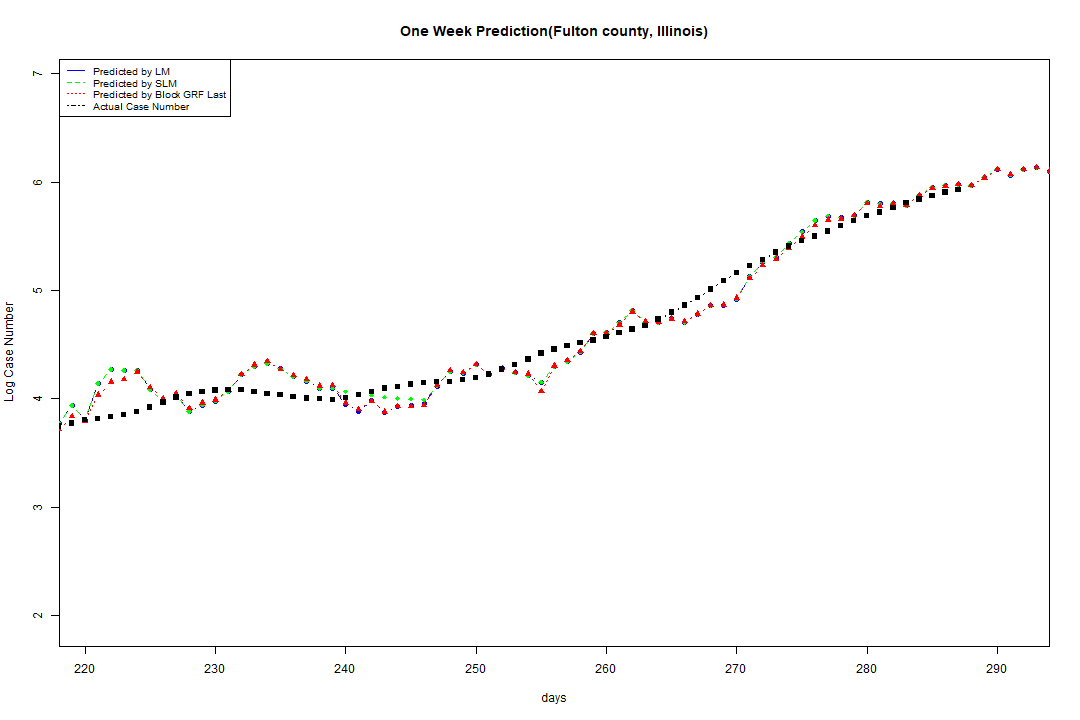 One Week Prediction(Fulton county, Illinois)
Predicted by LM
Predicted by SLM
Predicted by Block GRF Last
Actual Case Number
Log Case Number
7
6
5
4
3
2
220 230 240 250 260 270 280 290
days